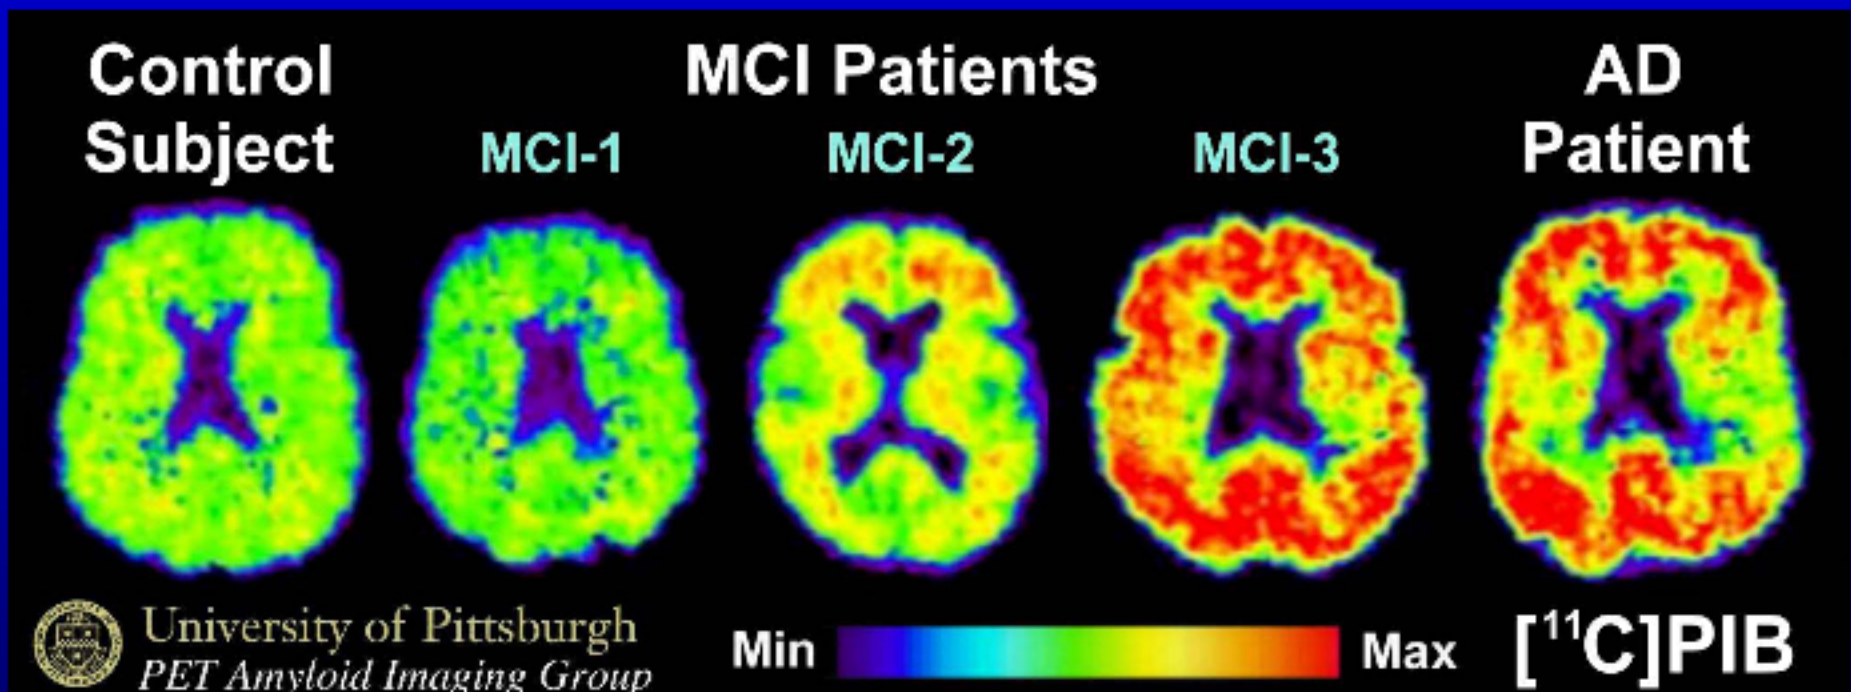 Control
Subject
MCI Patients
MCI-1
MCI-2
MCI-3
AD
Patient
University of Pittsburgh
PET Amyloid Imaging Group
Min
Max
[¹¹C]PIB